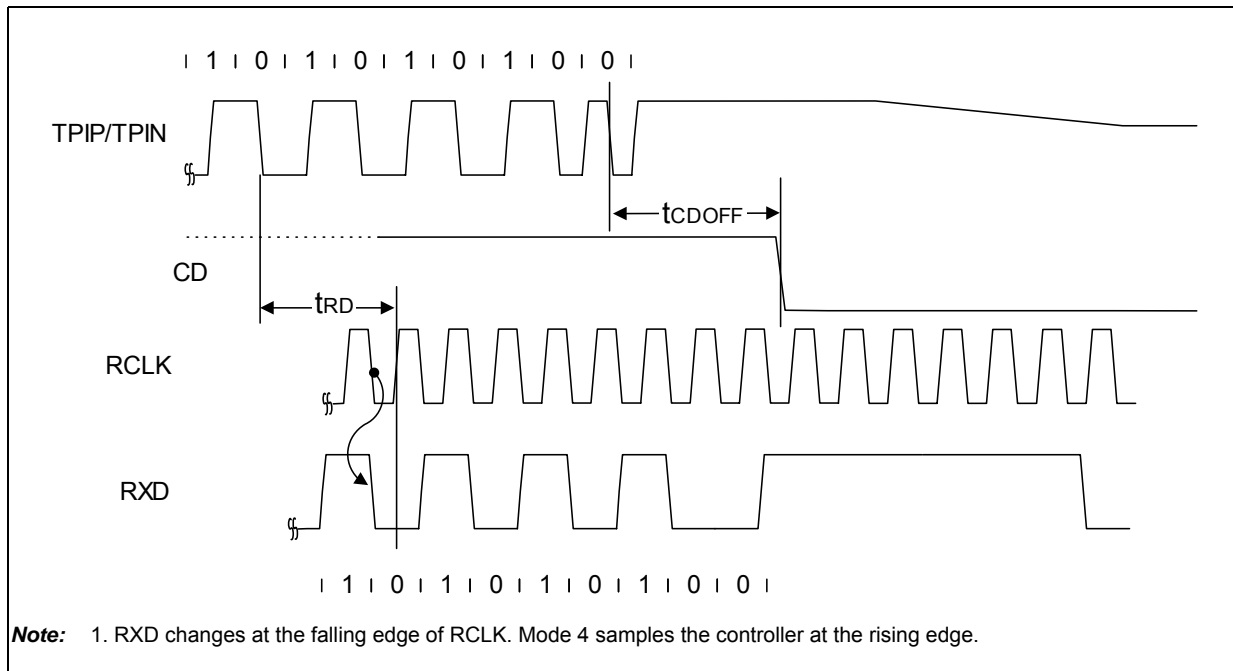 1 0 1 0 1 0 1 0 0
TPIP/TPIN
tCDOFF
CD
tRD
RCLK
RXD
1 0 1 0 1 0 1 0 0
Note: 1. RXD changes at the falling edge of RCLK. Mode 4 samples the controller at the rising edge.